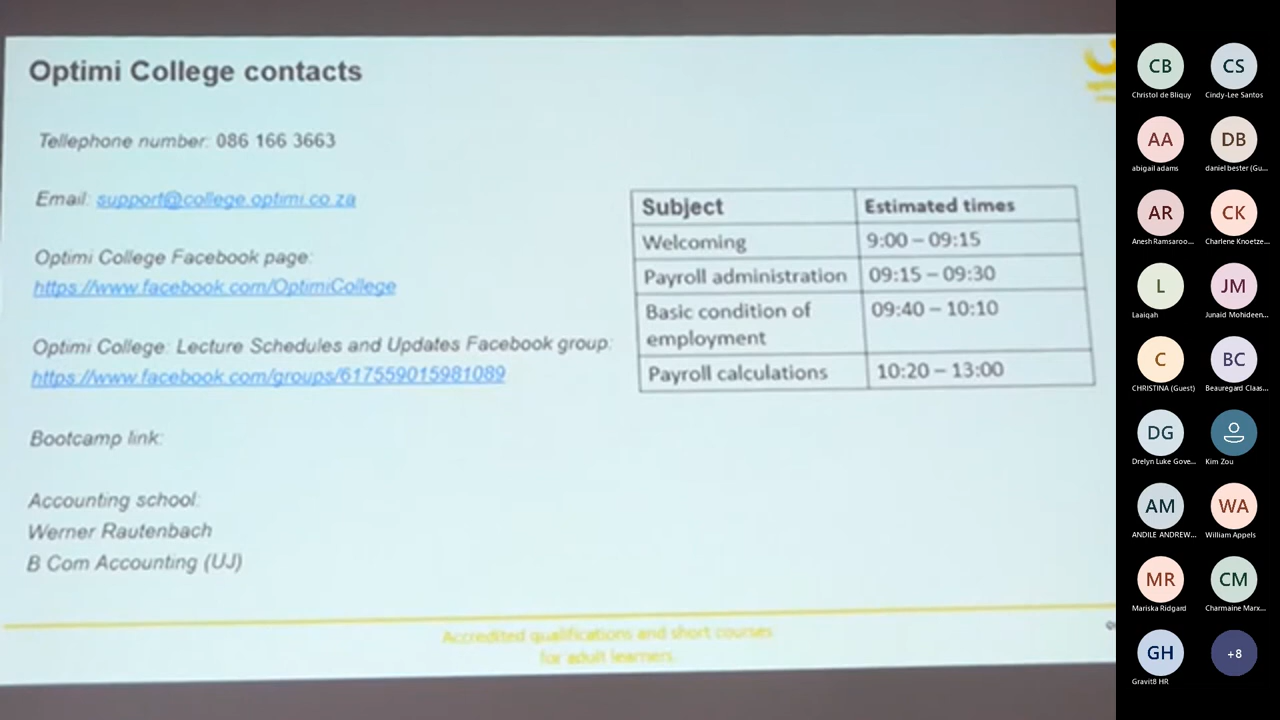 Optimi College contacts
Tellephone number: 086 166 3663
Email: support@college.optimi.co.za
Optimi College Facebook page:
https://www.facebook.com/OptimiCollege
Optimi College: Lecture Schedules and Updates Facebook group:
https://www.facebook.com/groups/617559015981089
Bootcamp link:
Accounting school:
Werner Rautenbach
B Com Accounting (UJ)
Subject Estimated times
Welcoming 9:00 – 09:15
Payroll administration 09:15 – 09:30
Basic condition of 09:40 – 10:10
employment
Payroll calculations 10:20 – 13:00
Accredited qualifications and short courses
for adult learners
CB CS
Christol de Bliquy Cindy-Lee Santos
AA DB
abigail adams daniel bester (Gu...
AR CK
Anesh Ramsaroo... Charlene Knoetze...
L JM
Laaiqah Junaid Mohideen...
C BC
CHRISTINA (Guest) Beauregard Claas...
DG
Drelyn Luke Gove... Kim Zou
AM WA
ANDILE ANDREW... William Appels
MR CM
Mariska Ridgard Charmaine Marx...
GH +8
GravitB HR